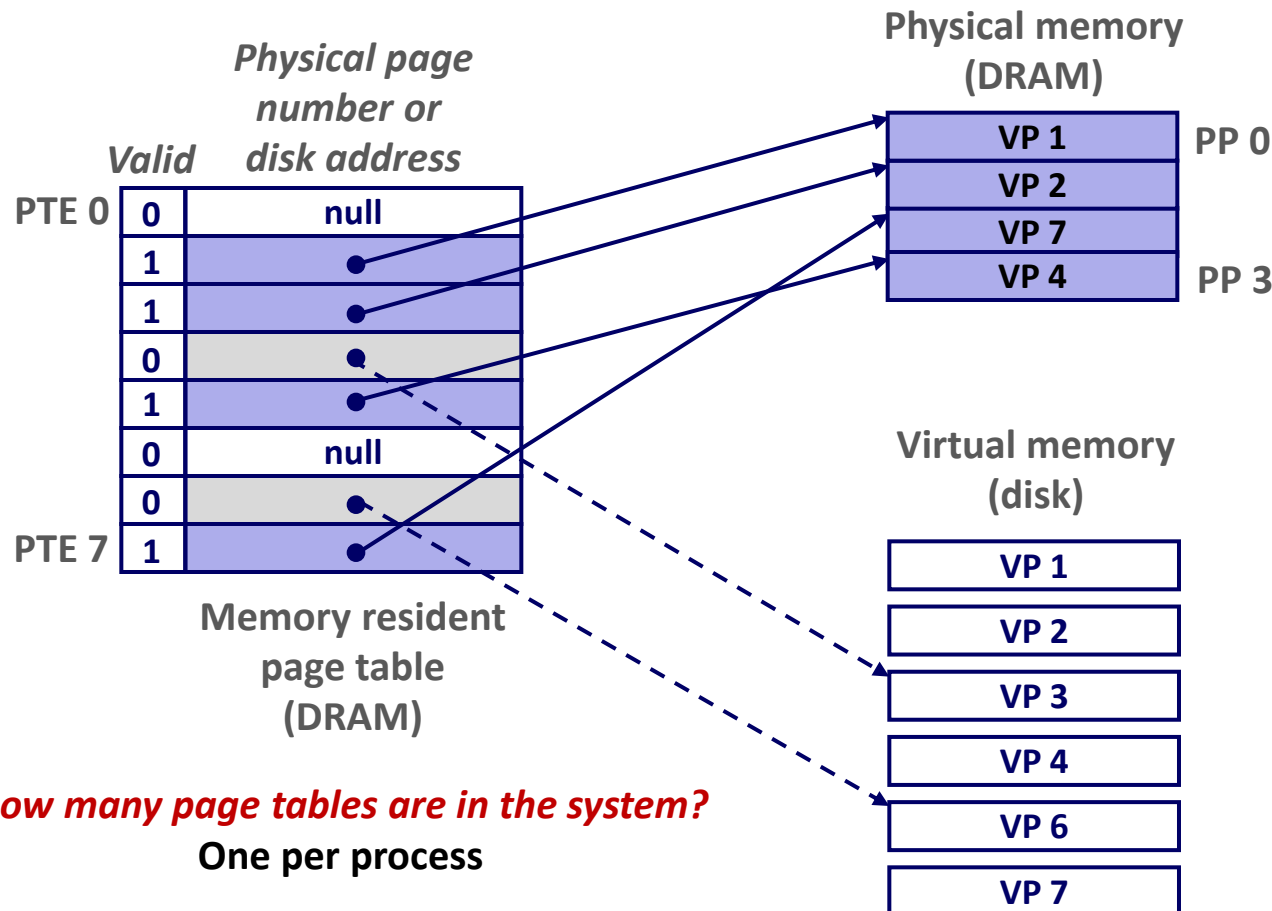 Physical page
number or
disk address
Valid
PTE 0
0
null
1
1
0
1
0
null
0
PTE 7
1
Memory resident
page table
(DRAM)
Physical memory
(DRAM)
VP 1
PP 0
VP 2
VP 7
VP 4
PP 3
Virtual memory
(disk)
VP 1
VP 2
VP 3
VP 4
VP 6
VP 7
ow many page tables are in the system?
One per process